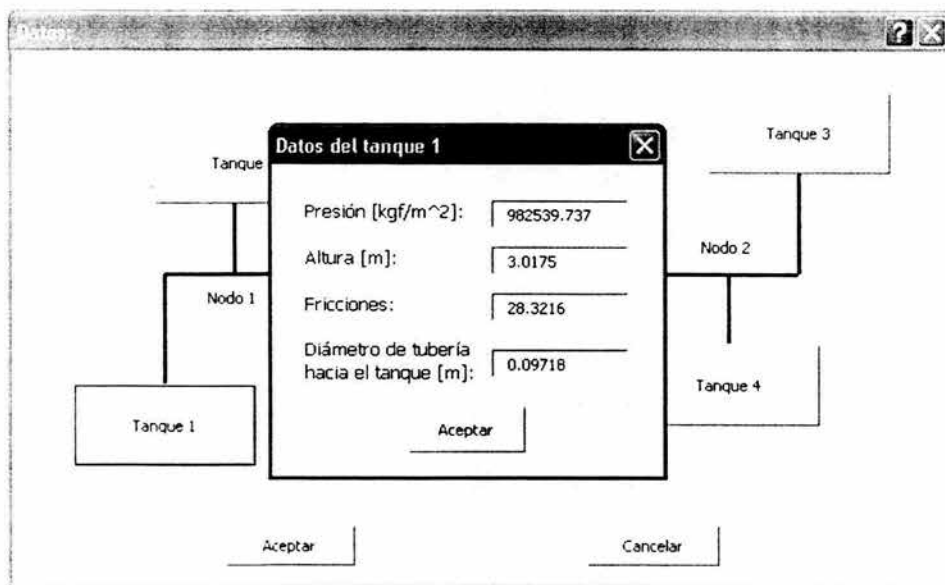 Datos:
Tanque
Tanque 3
Nodo 1
Nodo 2
Tanque 1
Tanque 4
Datos del tanque 1
Presión [kgf/m^2]: 982539.737
Altura [m]: 3.0175
Fricciones: 28.3216
Diámetro de tubería
hacia el tanque [m]: 0.09718
Aceptar
Aceptar
Cancelar